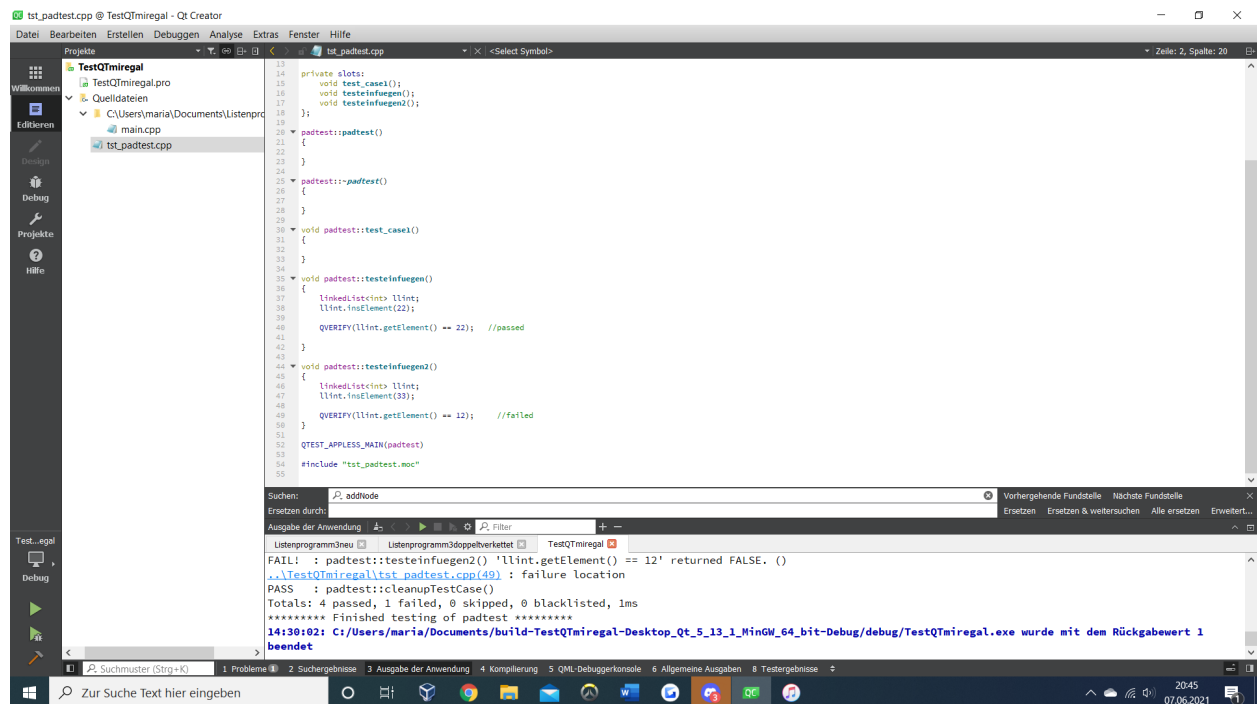 tst_padtest.cpp @ TestQTmiregal - Qt Creator
Datei Bearbeiten Erstellen Debuggen Analyse Extras Fenster Hilfe
Projekte
tst_padtest.cpp
<Select Symbol>
Zeile: 2, Spalte: 20
Willkommen
Editieren
Design
Debug
Projekte
Hilfe
Test...egal
Debug
TestQTmiregal
TestQTmiregal.pro
Quelldateien
C:\Users\maria\Documents\Listenpro
main.cpp
tst_padtest.cpp
13
14 private slots:
15 void test_case1();
16 void testeinfuegen();
17 void testeinfuegen2();
18 };
19
20 padtest::padtest()
21 {
22
23 }
24
25 padtest::~padtest()
26 {
27
28 }
29
30 void padtest::test_case1()
31 {
32
33 }
34
35 void padtest::testeinfuegen()
36 {
37 linkedList<int> llint;
38 llint.insElement(22);
39
40 QVERIFY(llint.getElement() == 22); //passed
41
42 }
43
44 void padtest::testeinfuegen2()
45 {
46 linkedList<int> llint;
47 llint.insElement(33);
48
49 QVERIFY(llint.getElement() == 12); //failed
50 }
51
52 QTEST_APPLESS_MAIN(padtest)
53
54 #include "tst_padtest.moc"
55
Suchen: addNode
Vorhergehende Fundstelle Nächste Fundstelle
Ersetzen durch:
Ersetzen Ersetzen & weitersuchen Alle ersetzen Erweitert...
Ausgabe der Anwendung
Filter
Listenprogramm3neu Listenprogramm3doppeltverkettet TestQTmiregal
FAIL! : padtest::testeinfuegen2() 'llint.getElement() == 12' returned FALSE. ()
..\TestQTmiregal\tst_padtest.cpp(49) : failure location
PASS : padtest::cleanupTestCase()
Totals: 4 passed, 1 failed, 0 skipped, 0 blacklisted, 1ms
********* Finished testing of padtest *********
14:30:02: C:/Users/maria/Documents/build-TestQTmiregal-Desktop_Qt_5_13_1_MinGW_64_bit-Debug/debug/TestQTmiregal.exe wurde mit dem Rückgabewert 1
beendet
Suchmuster (Strg+K)
1 Probleme 1 2 Suchergebnisse 3 Ausgabe der Anwendung 4 Kompilierung 5 QML-Debuggerkonsole 6 Allgemeine Ausgaben 8 Testergebnisse
Zur Suche Text hier eingeben
20:45
07.06.2021